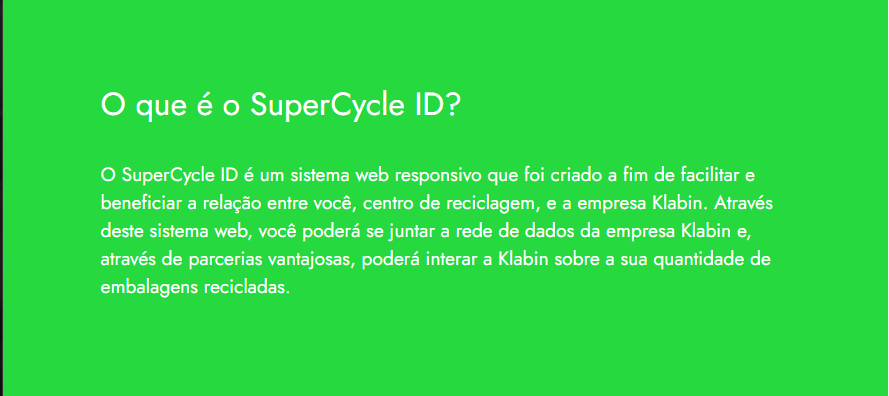 O que é o SuperCycle ID?
O SuperCycle ID é um sistema web responsivo que foi criado a fim de facilitar e
beneficiar a relação entre você, centro de reciclagem, e a empresa Klabin. Através
deste sistema web, você poderá se juntar a rede de dados da empresa Klabin e,
através de parcerias vantajosas, poderá interar a Klabin sobre a sua quantidade de
embalagens recicladas.